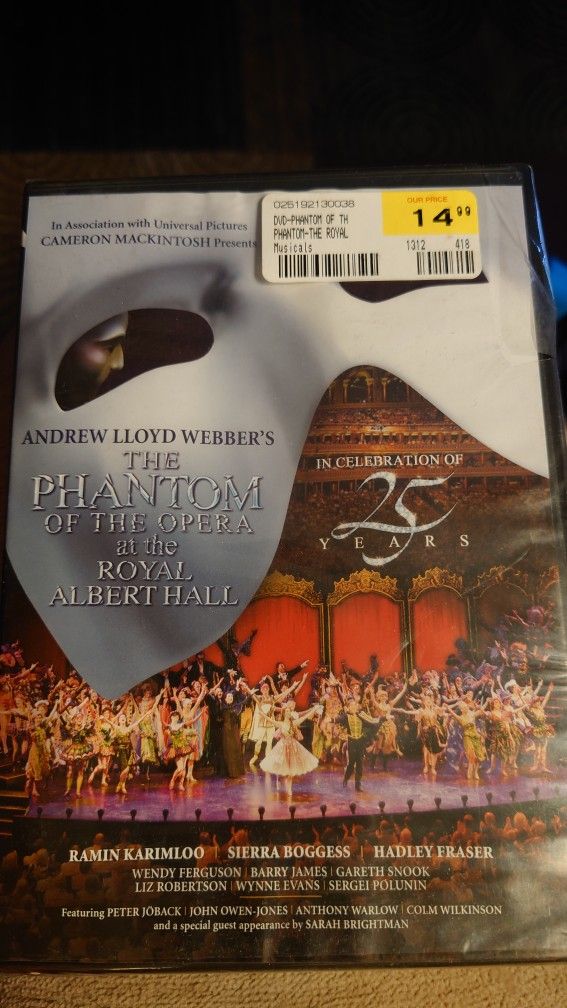 In Association with Universal Pictures
CAMERON MACKINTOSH Presents
025192130038
DVD-PHANTOM OF TH
PHANTOM-THE ROYAL
Musicals
OUR PRICE
14 99
1312 418
ANDREW LLOYD WEBBER'S
THE
PHANTOM
OF THE OPERA
at the
ROYAL
ALBERT HALL
IN CELEBRATION OF
25
YEARS
RAMIN KARIMLOO | SIERRA BOGGESS | HADLEY FRASER
WENDY FERGUSON | BARRY JAMES | GARETH SNOOK
LIZ ROBERTSON | WYNNE EVANS | SERGEI POLUNIN
Featuring PETER JÖBACK | JOHN OWEN-JONES | ANTHONY WARLOW | COLM WILKINSON
and a special guest appearance by SARAH BRIGHTMAN